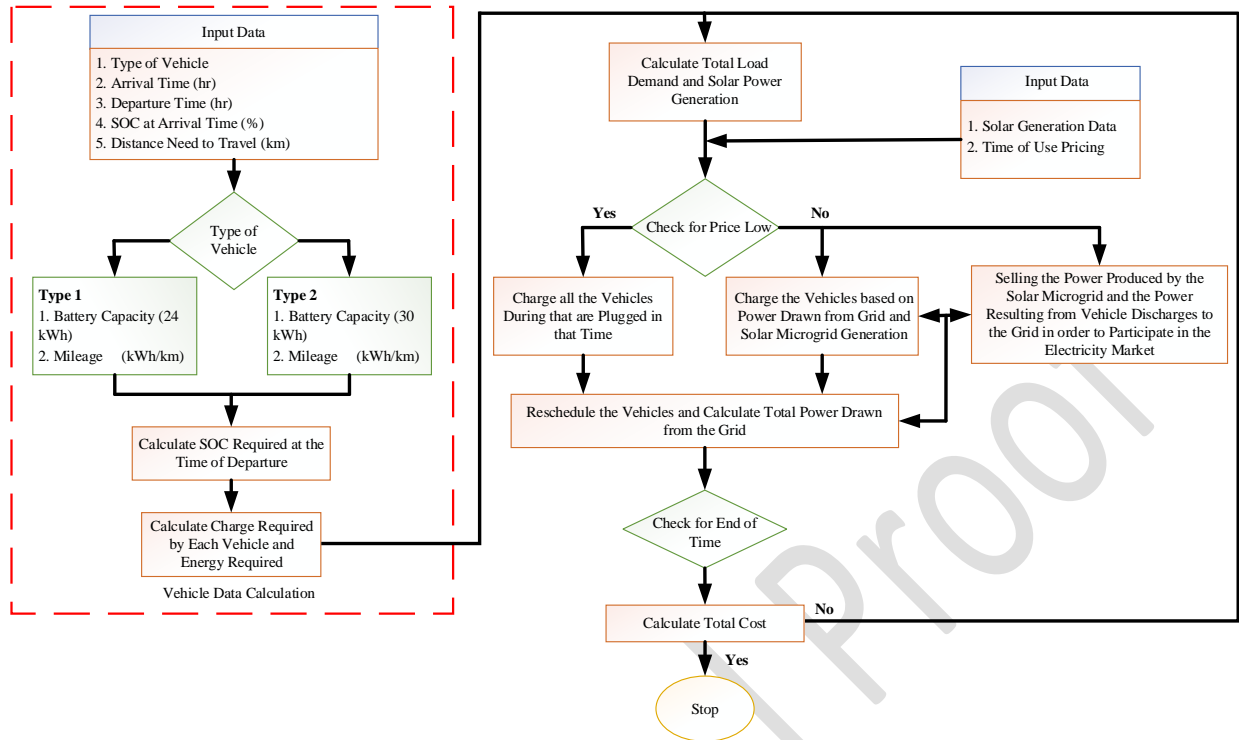 Input Data
1. Type of Vehicle
2. Arrival Time (hr)
3. Departure Time (hr)
4. SOC at Arrival Time (%)
5. Distance Need to Travel (km)
Type of
Vehicle
Type 1
1. Battery Capacity (24
kWh)
2. Mileage (kWh/km)
Type 2
1. Battery Capacity (30
kWh)
2. Mileage (kWh/km)
Calculate SOC Required at the
Time of Departure
Calculate Charge Required
by Each Vehicle and
Energy Required
Vehicle Data Calculation
Calculate Total Load
Demand and Solar Power
Generation
Input Data
1. Solar Generation Data
2. Time of Use Pricing
Yes
Check for Price Low
No
Charge all the Vehicles
During that are Plugged in
that Time
Charge the Vehicles based on
Power Drawn from Grid and
Solar Microgrid Generation
Selling the Power Produced by the
Solar Microgrid and the Power
Resulting from Vehicle Discharges to
the Grid in order to Participate in the
Electricity Market
Reschedule the Vehicles and Calculate Total Power Drawn
from the Grid
Check for End of
Time
Calculate Total Cost
No
Yes
Stop
Proof